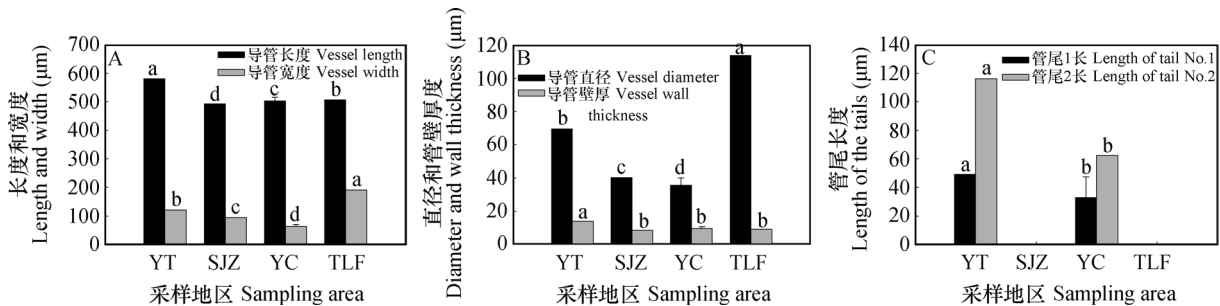 长度和宽度
Length and width (μm)
700
600
500
400
300
200
100
0
A
导管长度 Vessel length
导管宽度 Vessel width
a
b
d
c
c
d
b
a
YT SJZ YC TLF
采样地区 Sampling area
直径和管壁厚度
Diameter and wall thickness (μm)
120
100
80
60
40
20
0
B
导管直径 Vessel diameter
导管壁厚 Vessel wall
thickness
b
a
c
b
d
b
a
b
YT SJZ YC TLF
采样地区 Sampling area
管尾长度
Length of the tails (μm)
140
120
100
80
60
40
20
0
C
管尾1长 Length of tail No.1
管尾2长 Length of tail No.2
a
a
b
b
YT SJZ YC TLF
采样地区 Sampling area